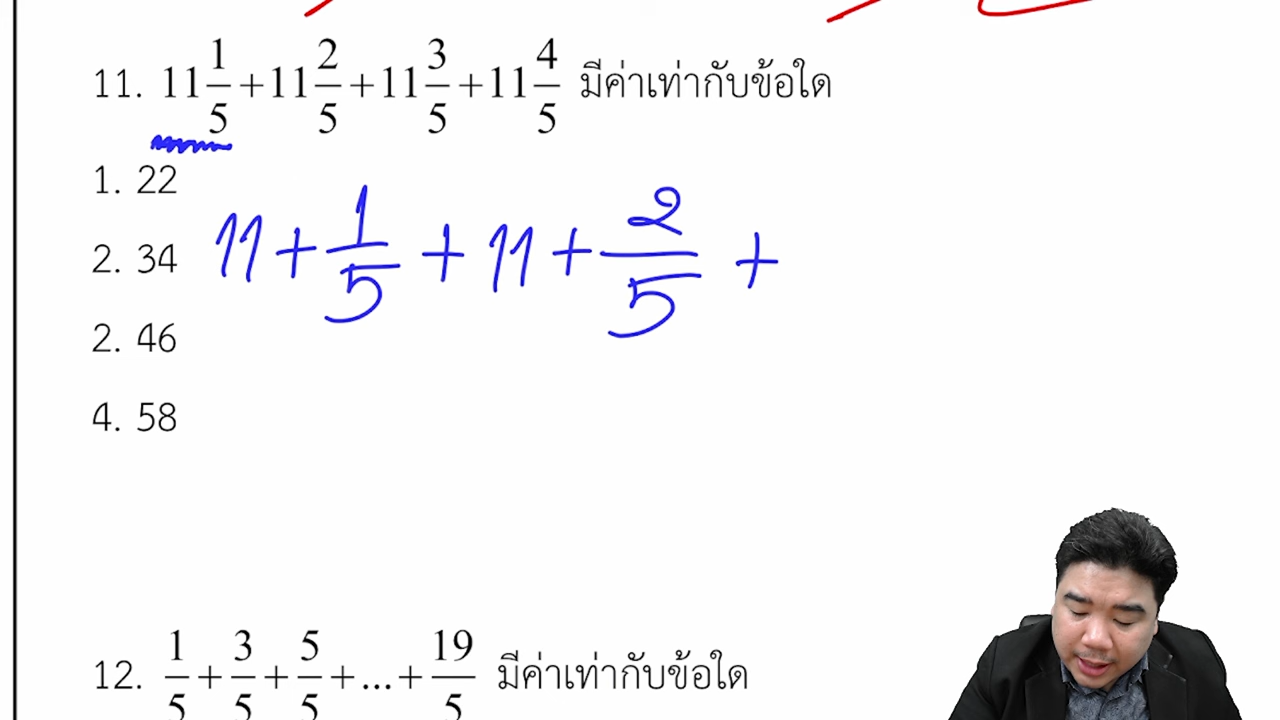 11. 11 1/5 + 11 2/5 + 11 3/5 + 11 4/5 มีค่าเท่ากับข้อใด
1. 22
2. 34
11 + 1/5 + 11 + 2/5 +
2. 46
4. 58
12. 1/5 + 3/5 + 5/5 + ... + 19/5 มีค่าเท่ากับข้อใด